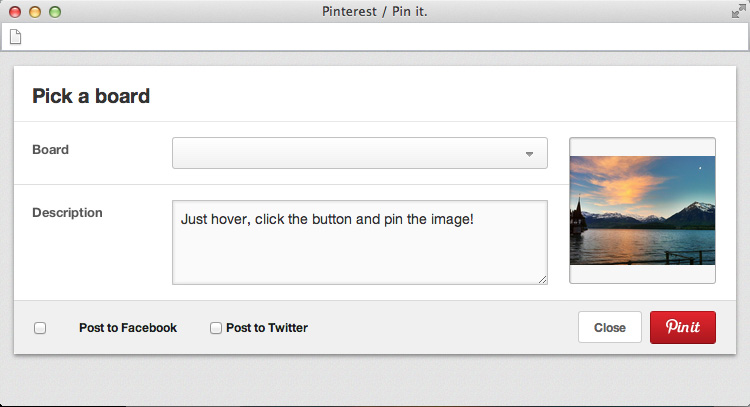 Pinterest / Pin it.
Pick a board
Board
Description
Just hover, click the button and pin the image!
Post to Facebook Post to Twitter Close Pin it